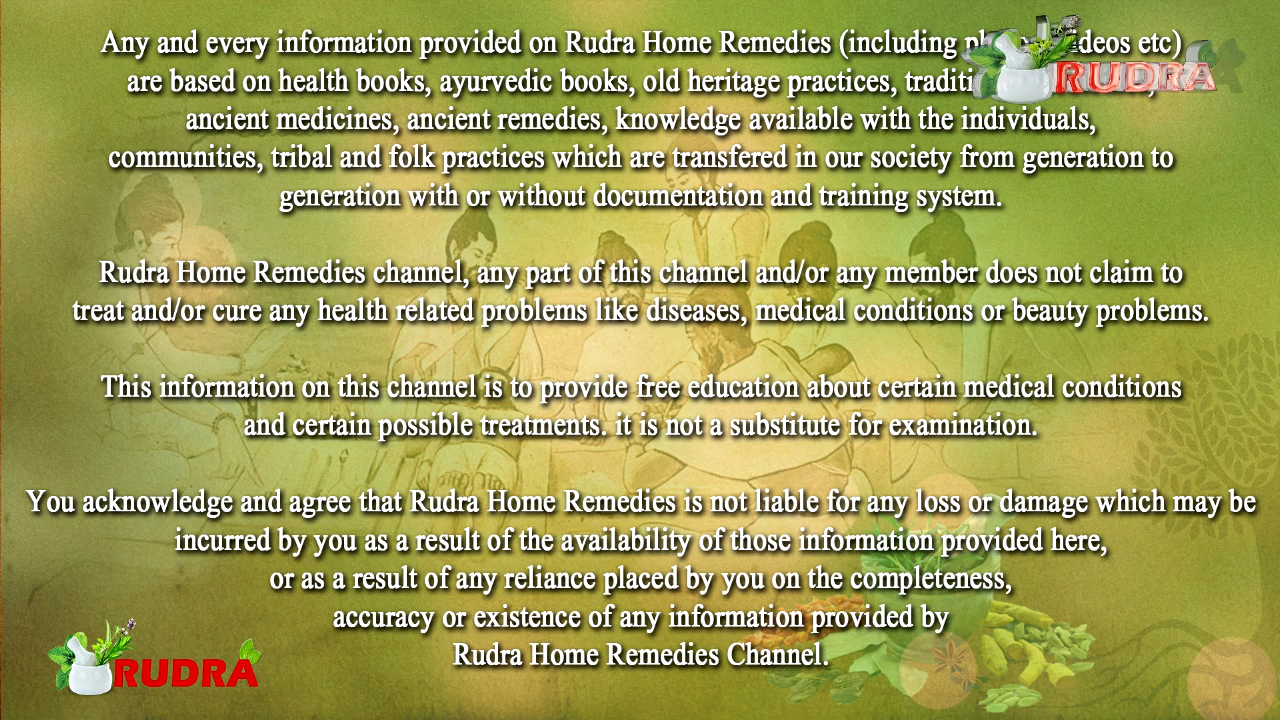 Any and every information provided on Rudra Home Remedies (including deos etc)
are based on health books, ayurvedic books, old heritage practices,
ancient medicines, ancient remedies, knowledge available with the individuals,
communities, tribal and folk practices which are transfered in our society from generation to
generation with or without documentation and training system.
Rudra Home Remedies channel, any part of this channel and/or any member does not claim to
treat and/or cure any health related problems like diseases, medical conditions or beauty problems.
This information on this channel is to provide free education about certain medical conditions
and certain possible treatments. it is not a substitute for examination.
You acknowledge and agree that Rudra Home Remedies is not liable for any loss or damage which may be
incurred by you as a result of the availability of those information provided here,
or as a result of any reliance placed by you on the completeness,
accuracy or existence of any information provided by
Rudra Home Remedies Channel.
RUDRA
RUDRA